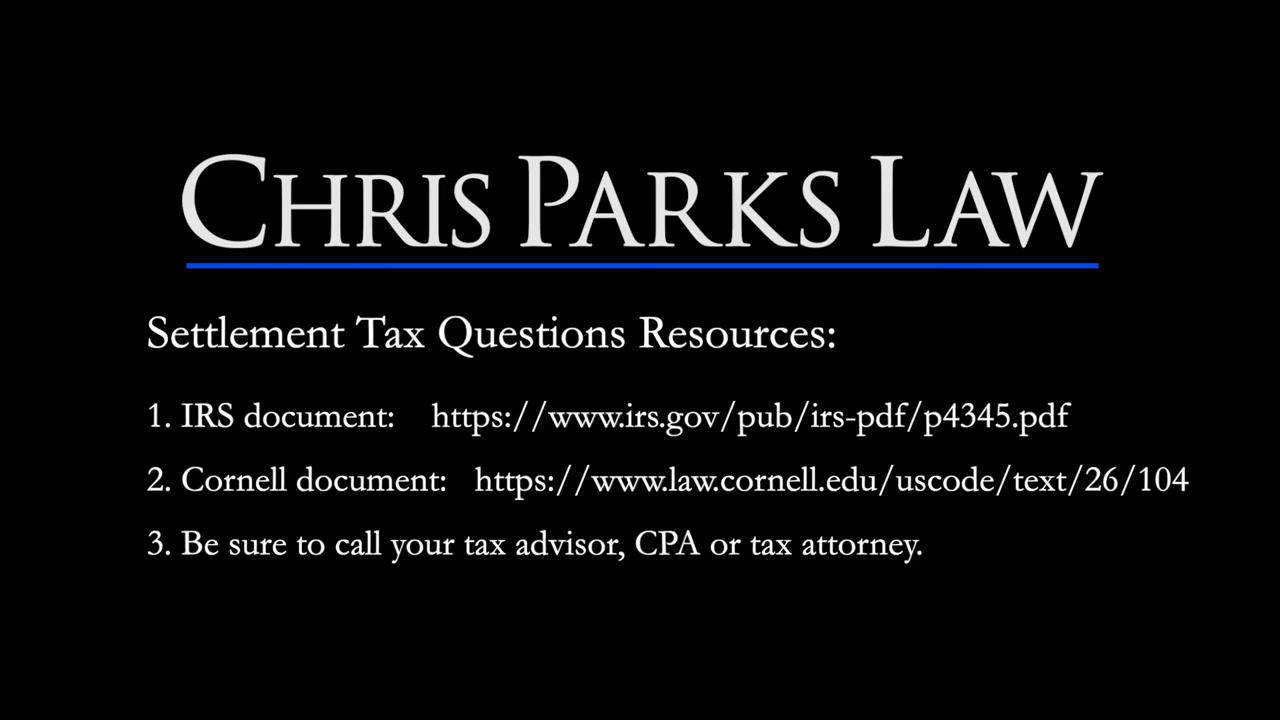 CHRIS PARKS LAW
Settlement Tax Questions Resources:
1. IRS document: https://www.irs.gov/pub/irs-pdf/p4345.pdf
2. Cornell document: https://www.law.cornell.edu/uscode/text/26/104
3. Be sure to call your tax advisor, CPA or tax attorney.